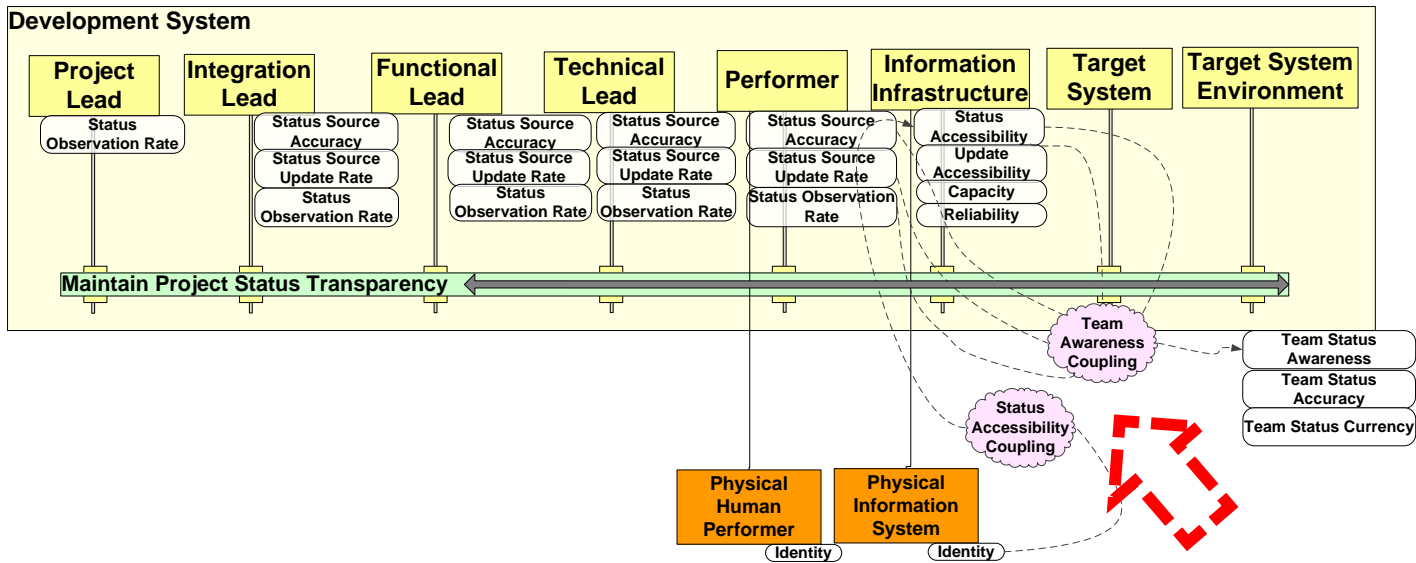 Development System
Project
Lead
Integration
Lead
Functional
Lead
Technical
Lead
Performer
Information
Infrastructure
Target
System
Target System
Environment
Status
Observation Rate
Status Source
Accuracy
Status Source
Update Rate
Status
Observation Rate
Status Source
Accuracy
Status Source
Update Rate
Status
Observation Rate
Status Source
Accuracy
Status Source
Update Rate
Status
Observation Rate
Status Source
Accuracy
Status Source
Update Rate
Status Observation
Rate
Status
Accessibility
Update
Accessibility
Capacity
Reliability
Maintain Project Status Transparency
Team
Awareness
Coupling
Team Status
Awareness
Team Status
Accuracy
Team Status Currency
Status
Accessibility
Coupling
Physical
Human
Performer
Identity
Physical
Information
System
Identity